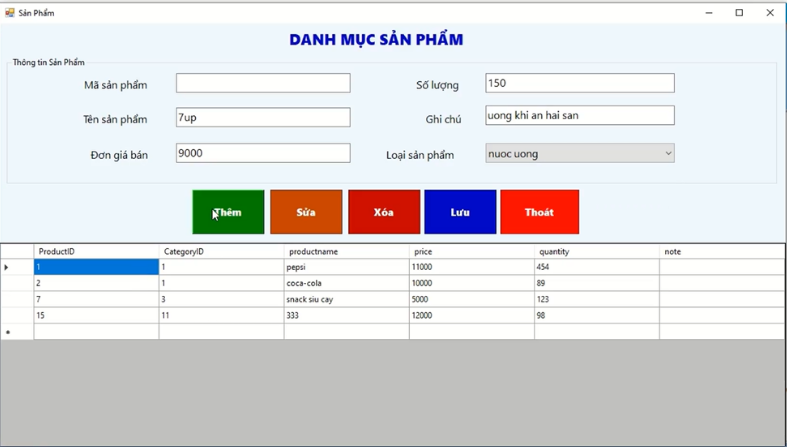 Sản Phẩm
DANH MỤC SẢN PHẨM
Thông tin Sản Phẩm
Mã sản phẩm
Số lượng 150
Tên sản phẩm 7up
Ghi chú uong khi an hai san
Đơn giá bán 9000
Loại sản phẩm nuoc uong
Thêm Sửa Xóa Lưu Thoát
ProductID CategoryID productname price quantity note
1 1 pepsi 11000 454
2 1 coca-cola 10000 89
7 3 snack siu cay 5000 123
15 11 333 12000 98